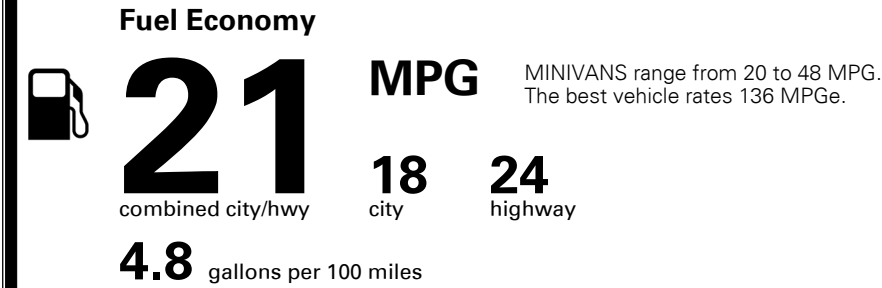 Fuel Economy
21 MPG
MINIVANS range from 20 to 48 MPG.
The best vehicle rates 136 MPGe.
combined city/hwy
18 city
24 highway
4.8 gallons per 100 miles